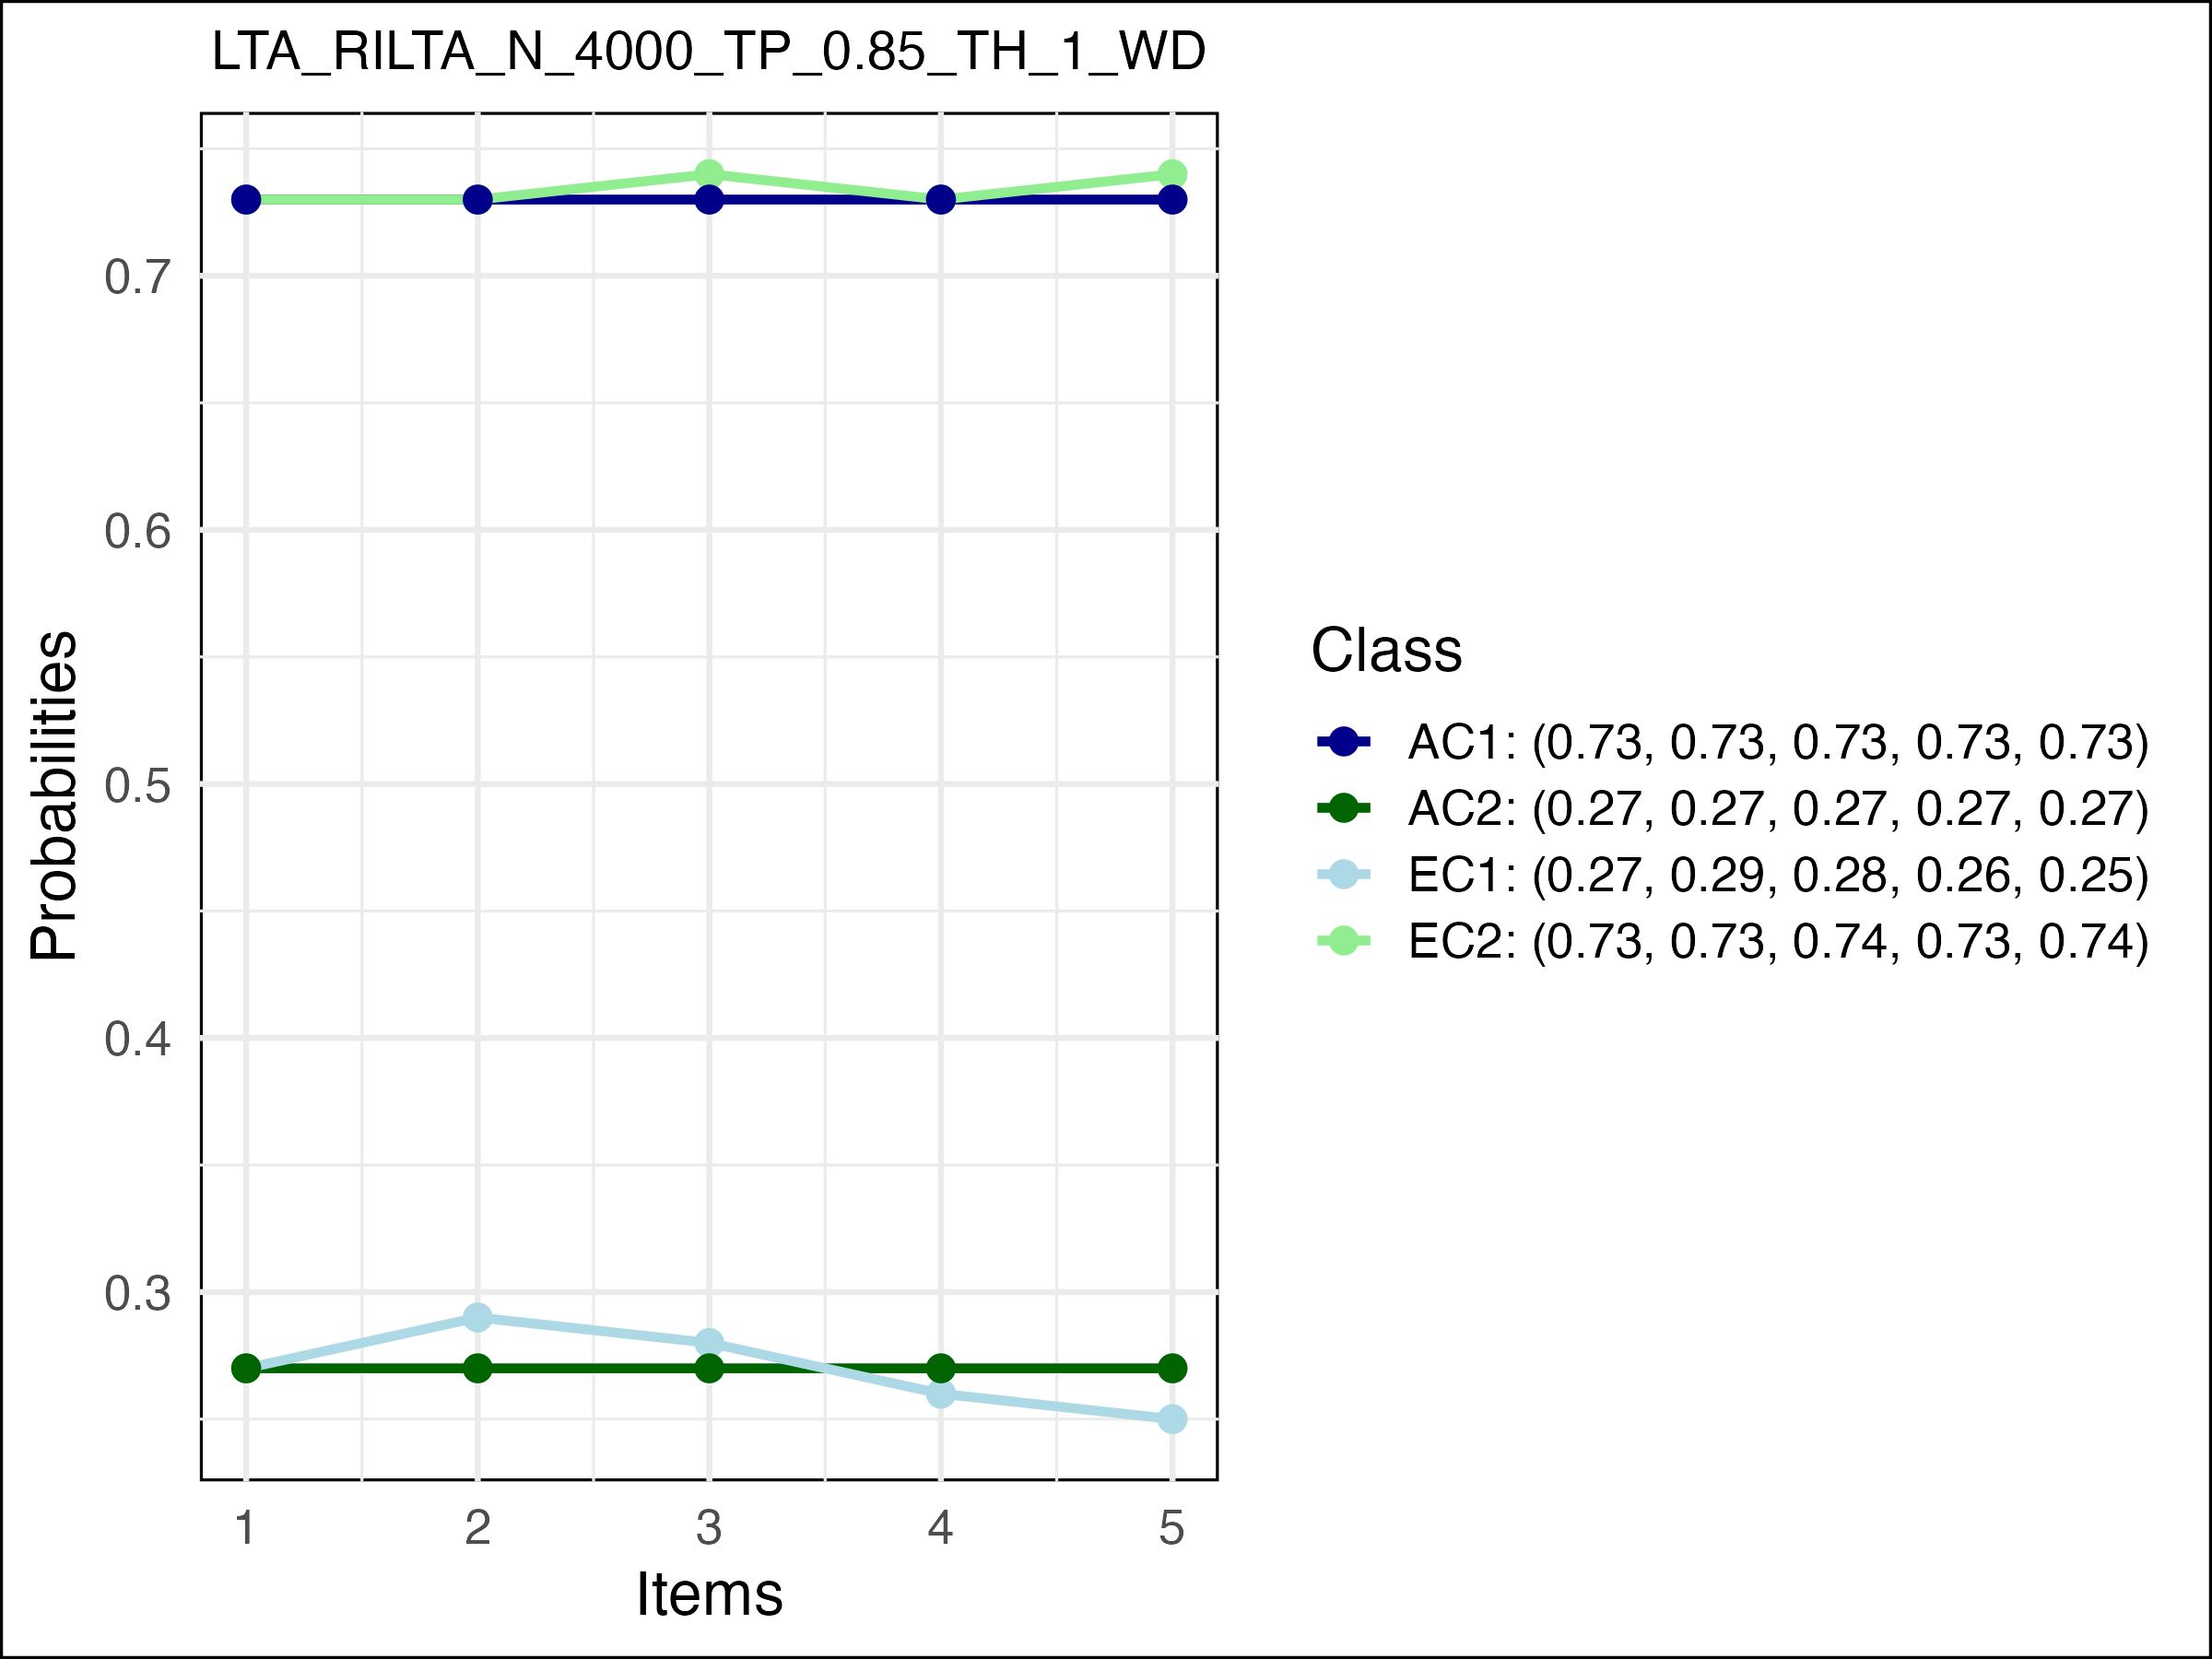 LTA_RILTA_N_4000_TP_0.85_TH_1_WD
0.7
0.6
0.5
0.4
0.3
Probabilities
1 2 3 4 5
Items
Class
AC1: (0.73, 0.73, 0.73, 0.73, 0.73)
AC2: (0.27, 0.27, 0.27, 0.27, 0.27)
EC1: (0.27, 0.29, 0.28, 0.26, 0.25)
EC2: (0.73, 0.73, 0.74, 0.73, 0.74)